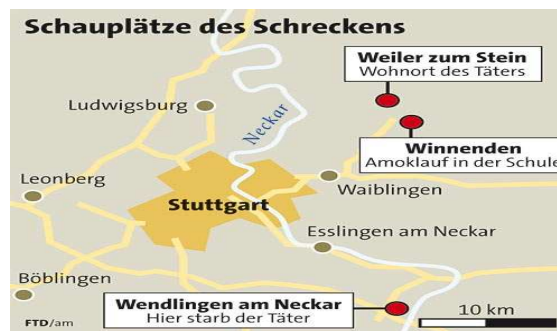 Schauplätze des Schreckens
Weiler zum Stein
Wohnort des Täters
Ludwigsburg
Neckar
Winnenden
Amoklauf in der Schule
Leonberg
Waiblingen
Stuttgart
Esslingen am Neckar
Böblingen
Wendlingen am Neckar
Hier starb der Täter
10 km
FTD/am